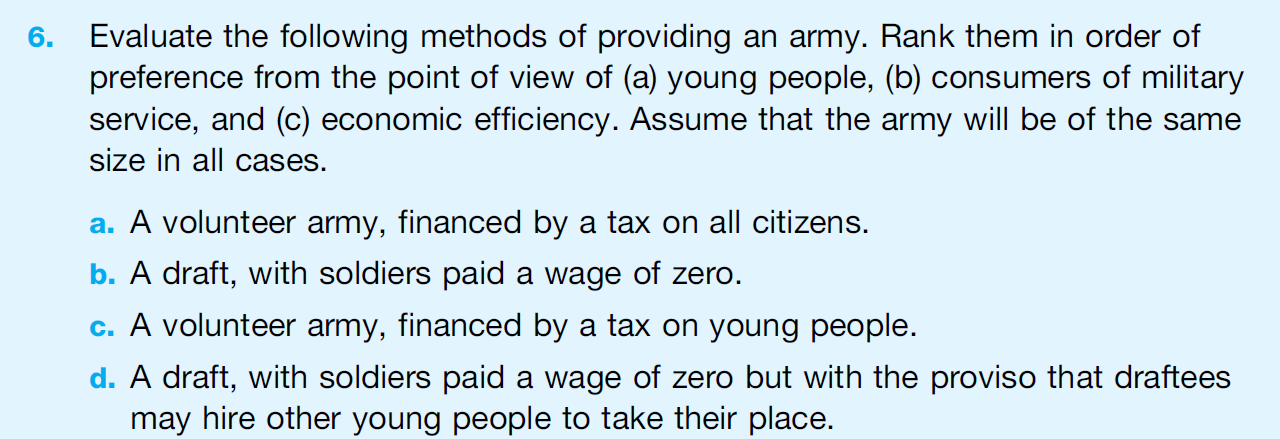 6. Evaluate the following methods of providing an army. Rank them in order of
preference from the point of view of (a) young people, (b) consumers of military
service, and (c) economic efficiency. Assume that the army will be of the same
size in all cases.
a. A volunteer army, financed by a tax on all citizens.
b. A draft, with soldiers paid a wage of zero.
c. A volunteer army, financed by a tax on young people.
d. A draft, with soldiers paid a wage of zero but with the proviso that draftees
may hire other young people to take their place.